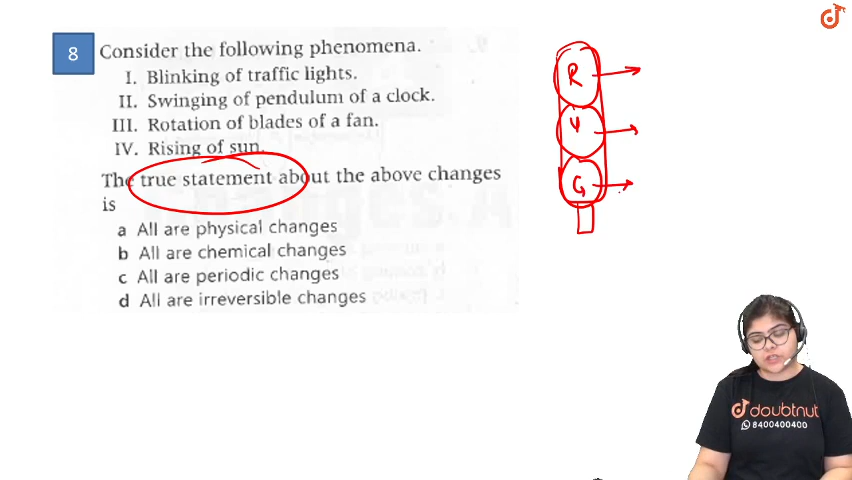 8
Consider the following phenomena.
I. Blinking of traffic lights.
II. Swinging of pendulum of a clock.
III. Rotation of blades of a fan.
IV. Rising of sun.
The true statement about the above changes
is
a All are physical changes
b All are chemical changes
c All are periodic changes
d All are irreversible changes
R
Y
G
doubtnut
8400400400